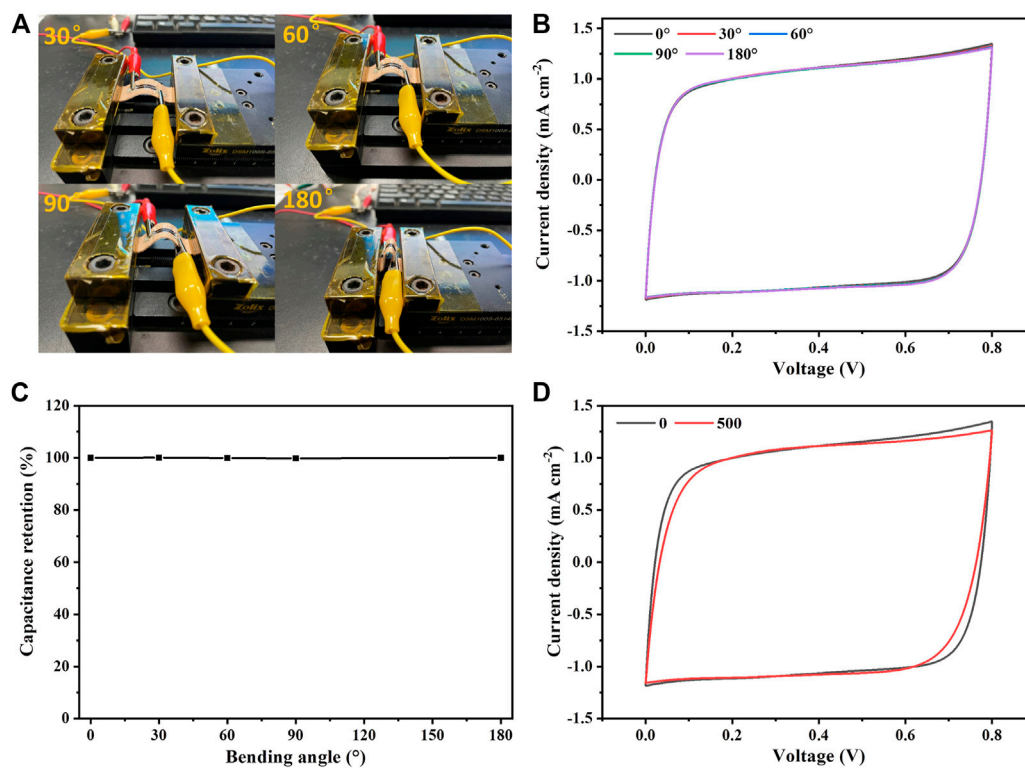 A
30°
60°
90°
180°
Zolix
Zolix
Zolix
Zolix
B
0° 30° 60°
90° 180°
1.5
1.0
0.5
0.0
-0.5
-1.0
-1.5
Current density (mA cm⁻²)
0.0 0.2 0.4 0.6 0.8
Voltage (V)
C
120
100
80
60
40
20
0
Capacitance retention (%)
0 30 60 90 120 150 180
Bending angle (°)
D
0 500
1.5
1.0
0.5
0.0
-0.5
-1.0
-1.5
Current density (mA cm⁻²)
0.0 0.2 0.4 0.6 0.8
Voltage (V)